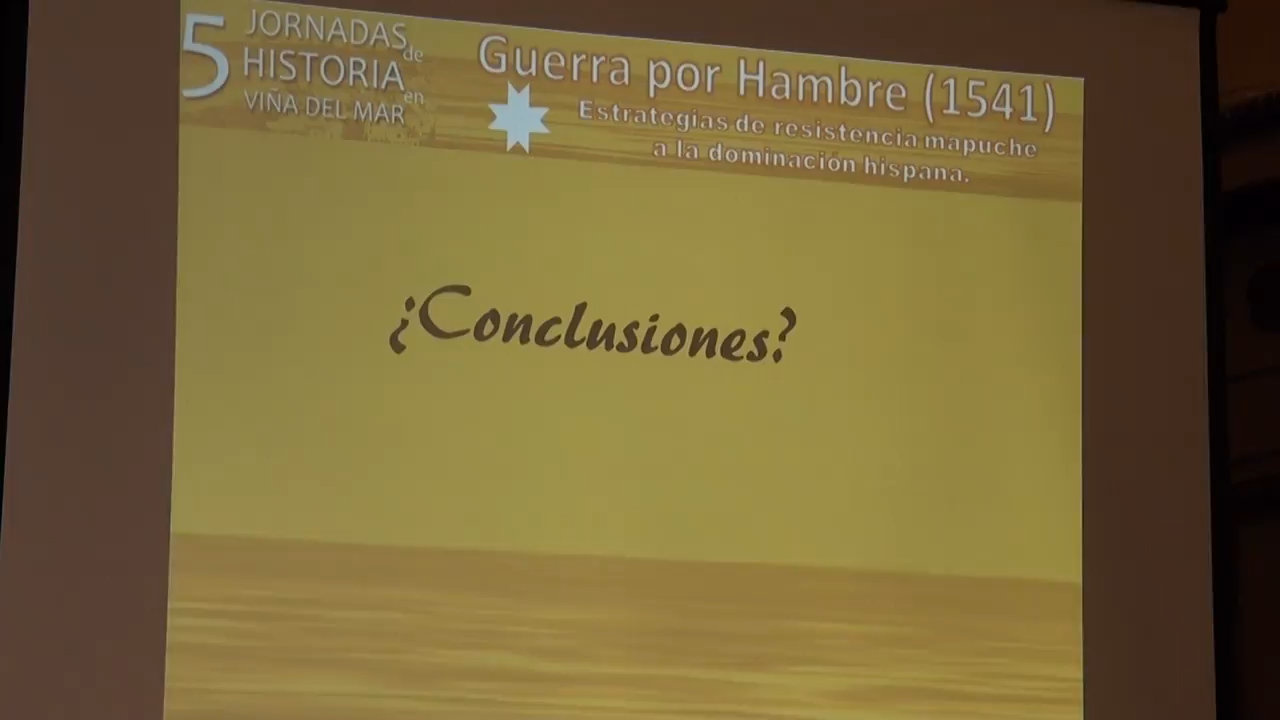 5 JORNADAS de
HISTORIA en
VIÑA DEL MAR
Guerra por Hambre (1541)
Estrategias de resistencia mapuche
a la dominación hispana.
¿Conclusiones?